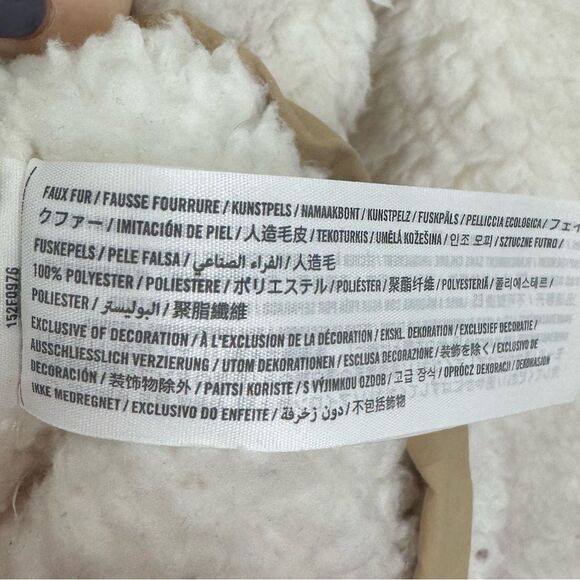 FAUX FUR / FAUSSE FOURRURE / KUNSTPELS / NAMAAKBONT / KUNSTPELZ / FUSKPÄLS / PELLICCIA ECOLOGICA / フェイ
クファー / IMITACIÓN DE PIEL / 人造毛皮 / TEKOTURKIS / UMĚLÁ KOŽEŠINA / 인조 모피 / SZTUCZNE FUTRO /
FUSKEPELS / PELE FALSA / الفراء الصناعي / 人造毛
100% POLYESTER / POLIESTERE / ポリエステル / POLIÉSTER / 聚酯纤维 / POLYESTERIÄ / 폴리에스테르 /
POLIESTER / البوليستر / 聚脂纖維
EXCLUSIVE OF DECORATION / À L'EXCLUSION DE LA DÉCORATION / EKSKL. DEKORATION / EXCLUSIEF DECORATIE /
AUSSCHLIESSLICH VERZIERUNG / UTOM DEKORATIONEN / ESCLUSA DECORAZIONE / 装飾を除く / EXCLUSIVO DE
DECORACIÓN / 装饰物除外 / PAITSI KORISTE / S VÝJIMKOU OZDOB / 고급 장식 / OPRÓCZ DEKORACJI / DEKORASJON
IKKE MEDREGNET / EXCLUSIVO DO ENFEITE / دون زخرفة / 不包括飾物
152E0976